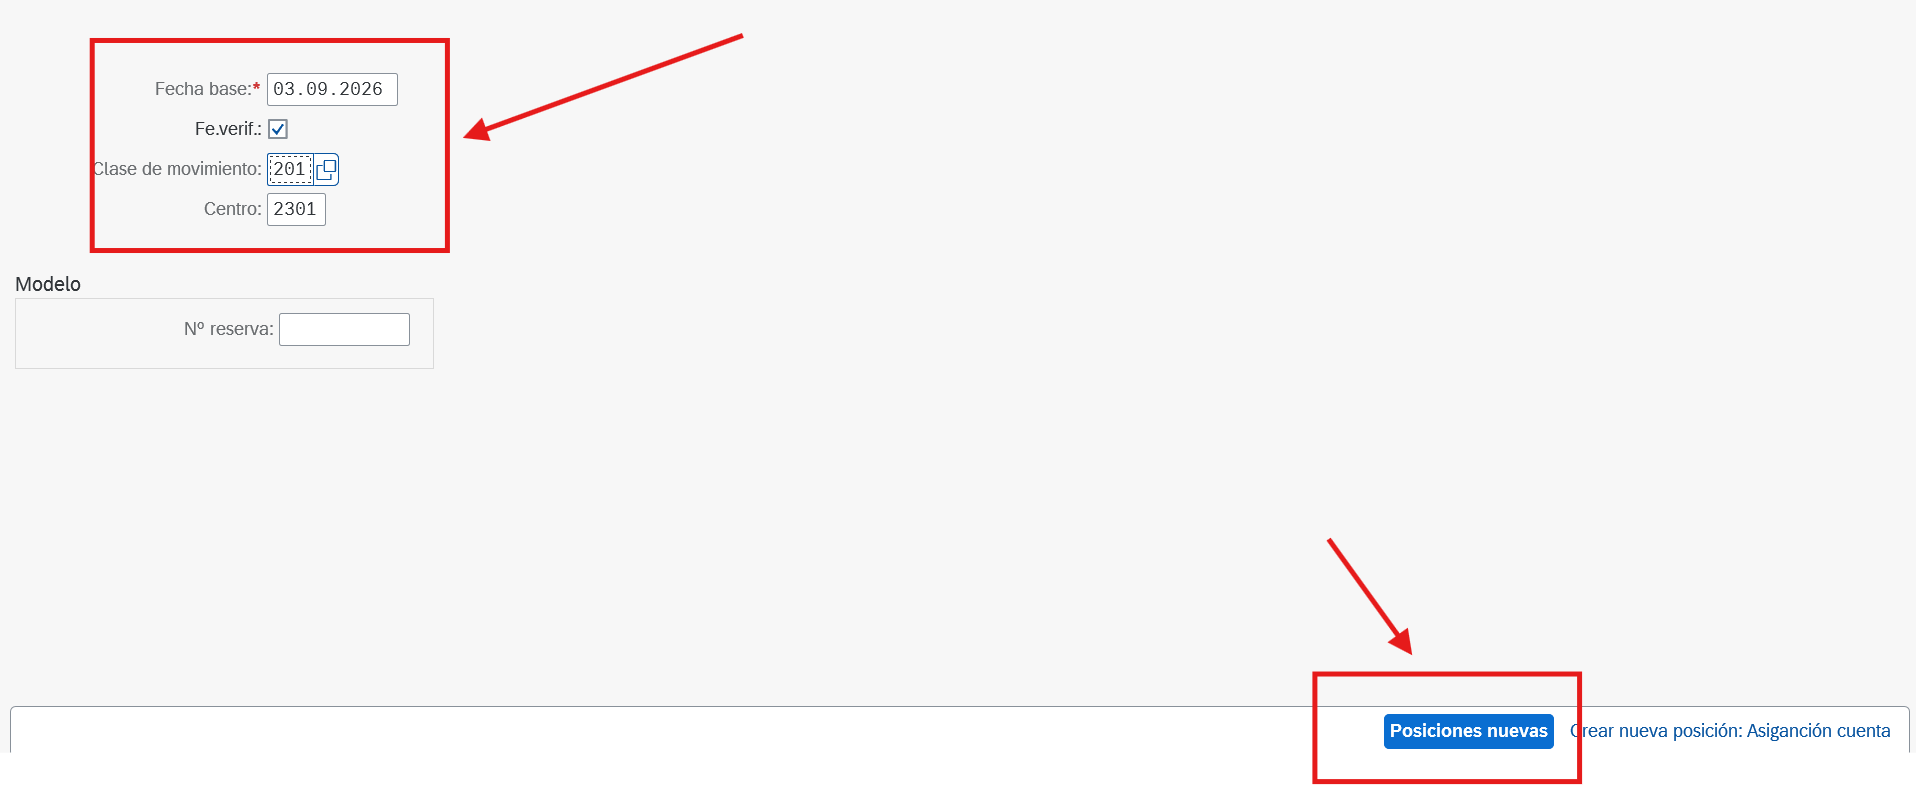 Fecha base:* 03.09.2026
Fe.verif.:
Clase de movimiento: 201
Centro: 2301
Modelo
Nº reserva:
Posiciones nuevas Crear nueva posición: Asiganción cuenta